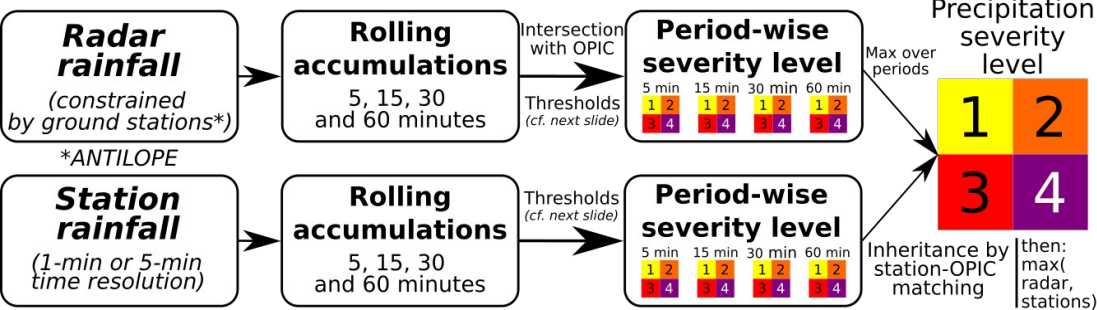 Radar
rainfall
(constrained
by ground stations*)
*ANTILOPE
Rolling
accumulations
5, 15, 30
and 60 minutes
Intersection
with OPIC
Thresholds
(cf. next slide)
Period-wise
severity level
5 min 15 min 30 min 60 min
1 2 1 2 1 2 1 2
3 4 3 4 3 4 3 4
Max over
periods
Precipitation
severity
level
1 2
3 4
Station
rainfall
(1-min or 5-min
time resolution)
Rolling
accumulations
5, 15, 30
and 60 minutes
Thresholds
(cf. next slide)
Period-wise
severity level
5 min 15 min 30 min 60 min
1 2 1 2 1 2 1 2
3 4 3 4 3 4 3 4
Inheritance by
station-OPIC
matching
then:
max(
radar,
stations)